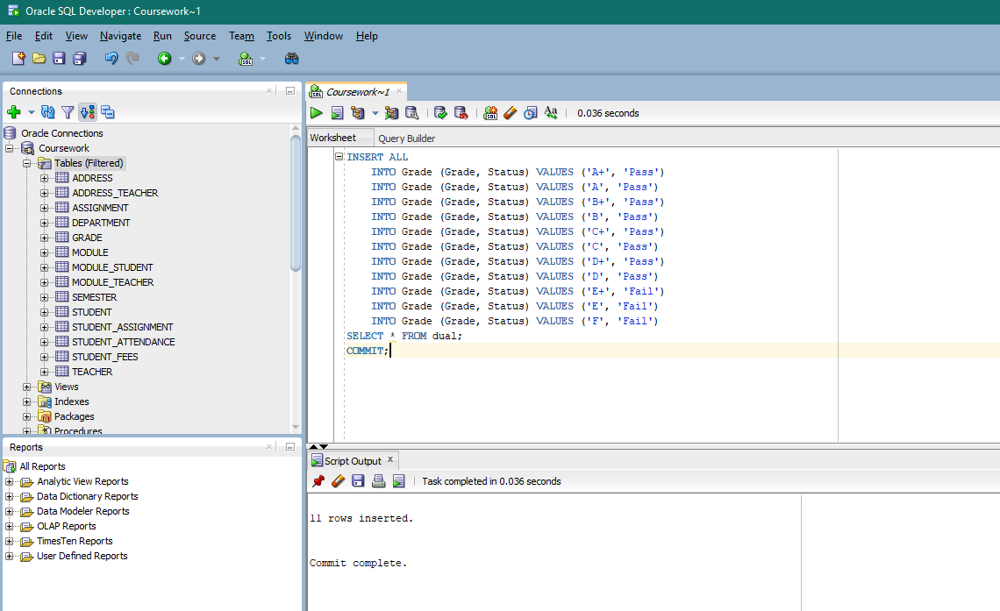 Oracle SQL Developer : Coursework~1
File Edit View Navigate Run Source Team Tools Window Help
Connections
Oracle Connections
Coursework
Tables (Filtered)
ADDRESS
ADDRESS_TEACHER
ASSIGNMENT
DEPARTMENT
GRADE
MODULE
MODULE_STUDENT
MODULE_TEACHER
SEMESTER
STUDENT
STUDENT_ASSIGNMENT
STUDENT_ATTENDANCE
STUDENT_FEES
TEACHER
Views
Indexes
Packages
Procedures
Reports
All Reports
Analytic View Reports
Data Dictionary Reports
Data Modeler Reports
OLAP Reports
TimesTen Reports
User Defined Reports
Coursework~1
0.036 seconds
Worksheet Query Builder
INSERT ALL
INTO Grade (Grade, Status) VALUES ('A+', 'Pass')
INTO Grade (Grade, Status) VALUES ('A', 'Pass')
INTO Grade (Grade, Status) VALUES ('B+', 'Pass')
INTO Grade (Grade, Status) VALUES ('B', 'Pass')
INTO Grade (Grade, Status) VALUES ('C+', 'Pass')
INTO Grade (Grade, Status) VALUES ('C', 'Pass')
INTO Grade (Grade, Status) VALUES ('D+', 'Pass')
INTO Grade (Grade, Status) VALUES ('D', 'Pass')
INTO Grade (Grade, Status) VALUES ('E+', 'Fail')
INTO Grade (Grade, Status) VALUES ('E', 'Fail')
INTO Grade (Grade, Status) VALUES ('F', 'Fail')
SELECT * FROM dual;
COMMIT;
Script Output
Task completed in 0.036 seconds
11 rows inserted.
Commit complete.